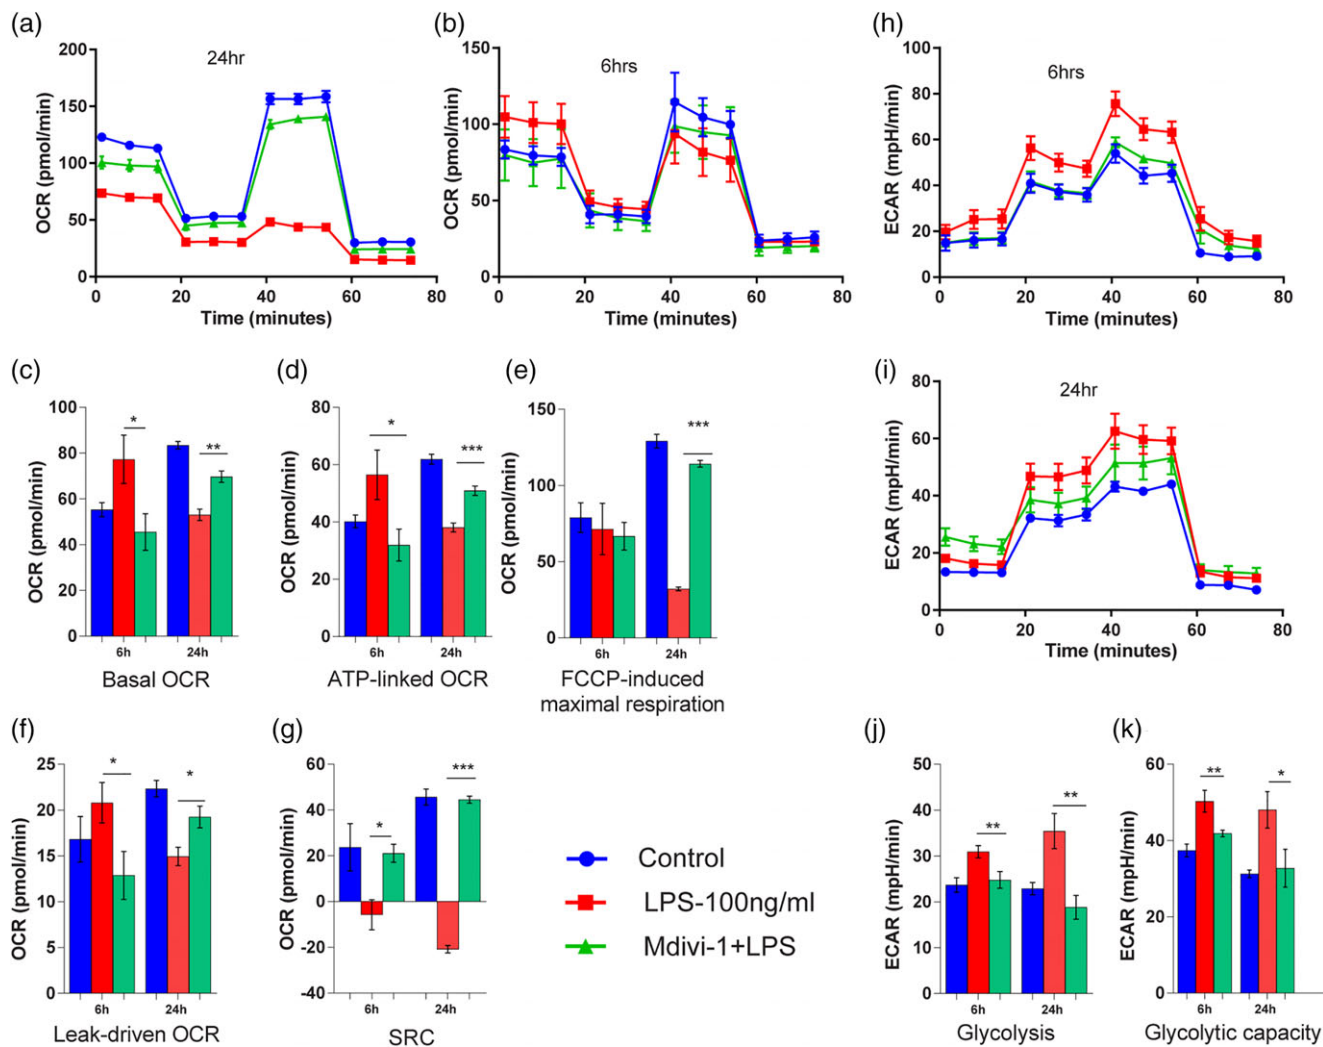 (a)
24hr
OCR (pmol/min)
200
150
100
50
0
0 20 40 60 80
Time (minutes)
(b)
6hrs
OCR (pmol/min)
150
100
50
0
0 20 40 60 80
Time (minutes)
(h)
6hrs
ECAR (mpH/min)
100
80
60
40
20
0
0 20 40 60 80
Time (minutes)
(c)
OCR (pmol/min)
100
80
60
40
20
0
* **
6h 24h
Basal OCR
(d)
OCR (pmol/min)
80
60
40
20
0
* ***
6h 24h
ATP-linked OCR
(e)
OCR (pmol/min)
150
100
50
0
***
6h 24h
FCCP-induced
maximal respiration
(i)
24hr
ECAR (mpH/min)
80
60
40
20
0
0 20 40 60 80
Time (minutes)
(f)
OCR (pmol/min)
25
20
15
10
5
0
* *
6h 24h
Leak-driven OCR
(g)
OCR (pmol/min)
60
40
20
0
-20
-40
* ***
6h 24h
SRC
Control
LPS-100ng/ml
Mdivi-1+LPS
(j)
ECAR (mpH/min)
50
40
30
20
10
0
** **
6h 24h
Glycolysis
(k)
ECAR (mpH/min)
60
40
20
0
** *
6h 24h
Glycolytic capacity